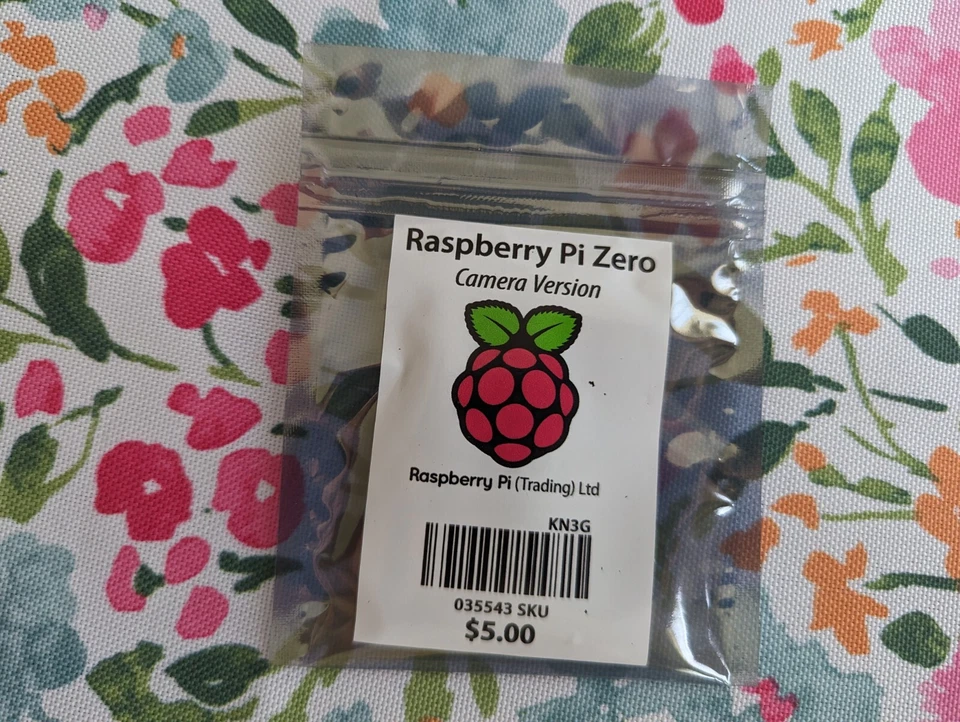 Raspberry Pi Zero
Camera Version
Raspberry Pi (Trading) Ltd
KN3G
035543 SKU
$5.00